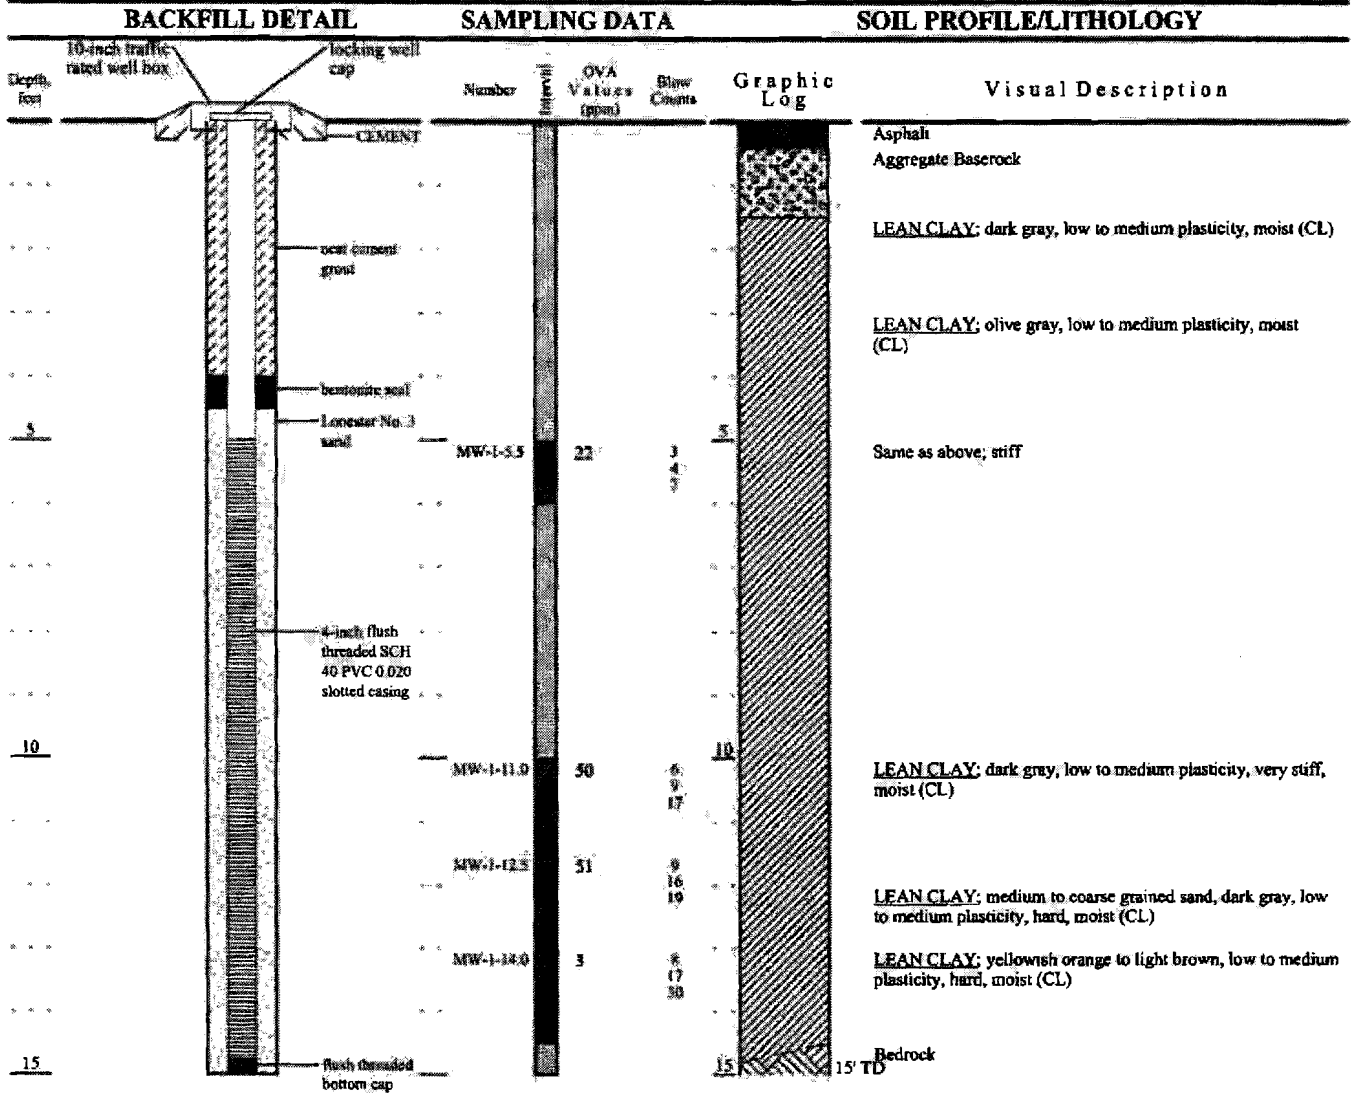 BACKFILL DETAIL
SAMPLING DATA
SOIL PROFILE/LITHOLOGY
Depth, feet
10-inch traffic
rated well box
locking well
cap
Number
Interval
OVA
Values
(ppm)
Blow
Counts
Graphic
Log
Visual Description
CEMENT
Asphalt
Aggregate Baserock
LEAN CLAY; dark gray, low to medium plasticity, moist (CL)
neat cement
grout
LEAN CLAY; olive gray, low to medium plasticity, moist
(CL)
bentonite seal
Lonestar No. 3
sand
5
5
MW-1-5.5
22
3
4
Same as above; stiff
4-inch flush
threaded SCH
40 PVC 0.020
slotted casing
10
10
MW-1-11.0
50
6
9
17
LEAN CLAY; dark gray, low to medium plasticity, very stiff,
moist (CL)
MW-1-12.5
51
9
16
19
LEAN CLAY; medium to coarse grained sand, dark gray, low
to medium plasticity, hard, moist (CL)
MW-1-14.0
3
8
17
30
LEAN CLAY; yellowish orange to light brown, low to medium
plasticity, hard, moist (CL)
Bedrock
15
15
15' TD
flush threaded
bottom cap